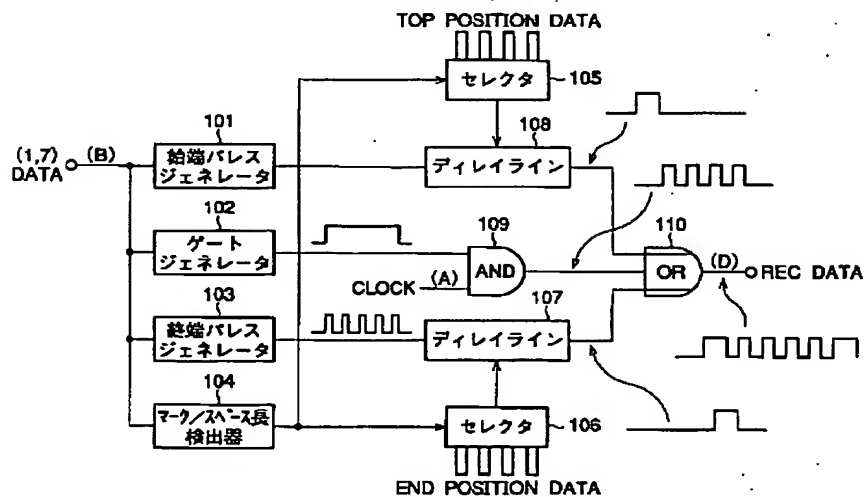 TOP POSITION DATA
セレクタ
105
101
108
(1,7)
DATA
(B)
始端パルス
ジェネレータ
ディレイライン
102
109
110
ゲート
ジェネレータ
AND
OR
(D)
REC DATA
CLOCK
(A)
103
107
終端パルス
ジェネレータ
ディレイライン
104
マーク/スペース長
検出器
セレクタ
106
END POSITION DATA